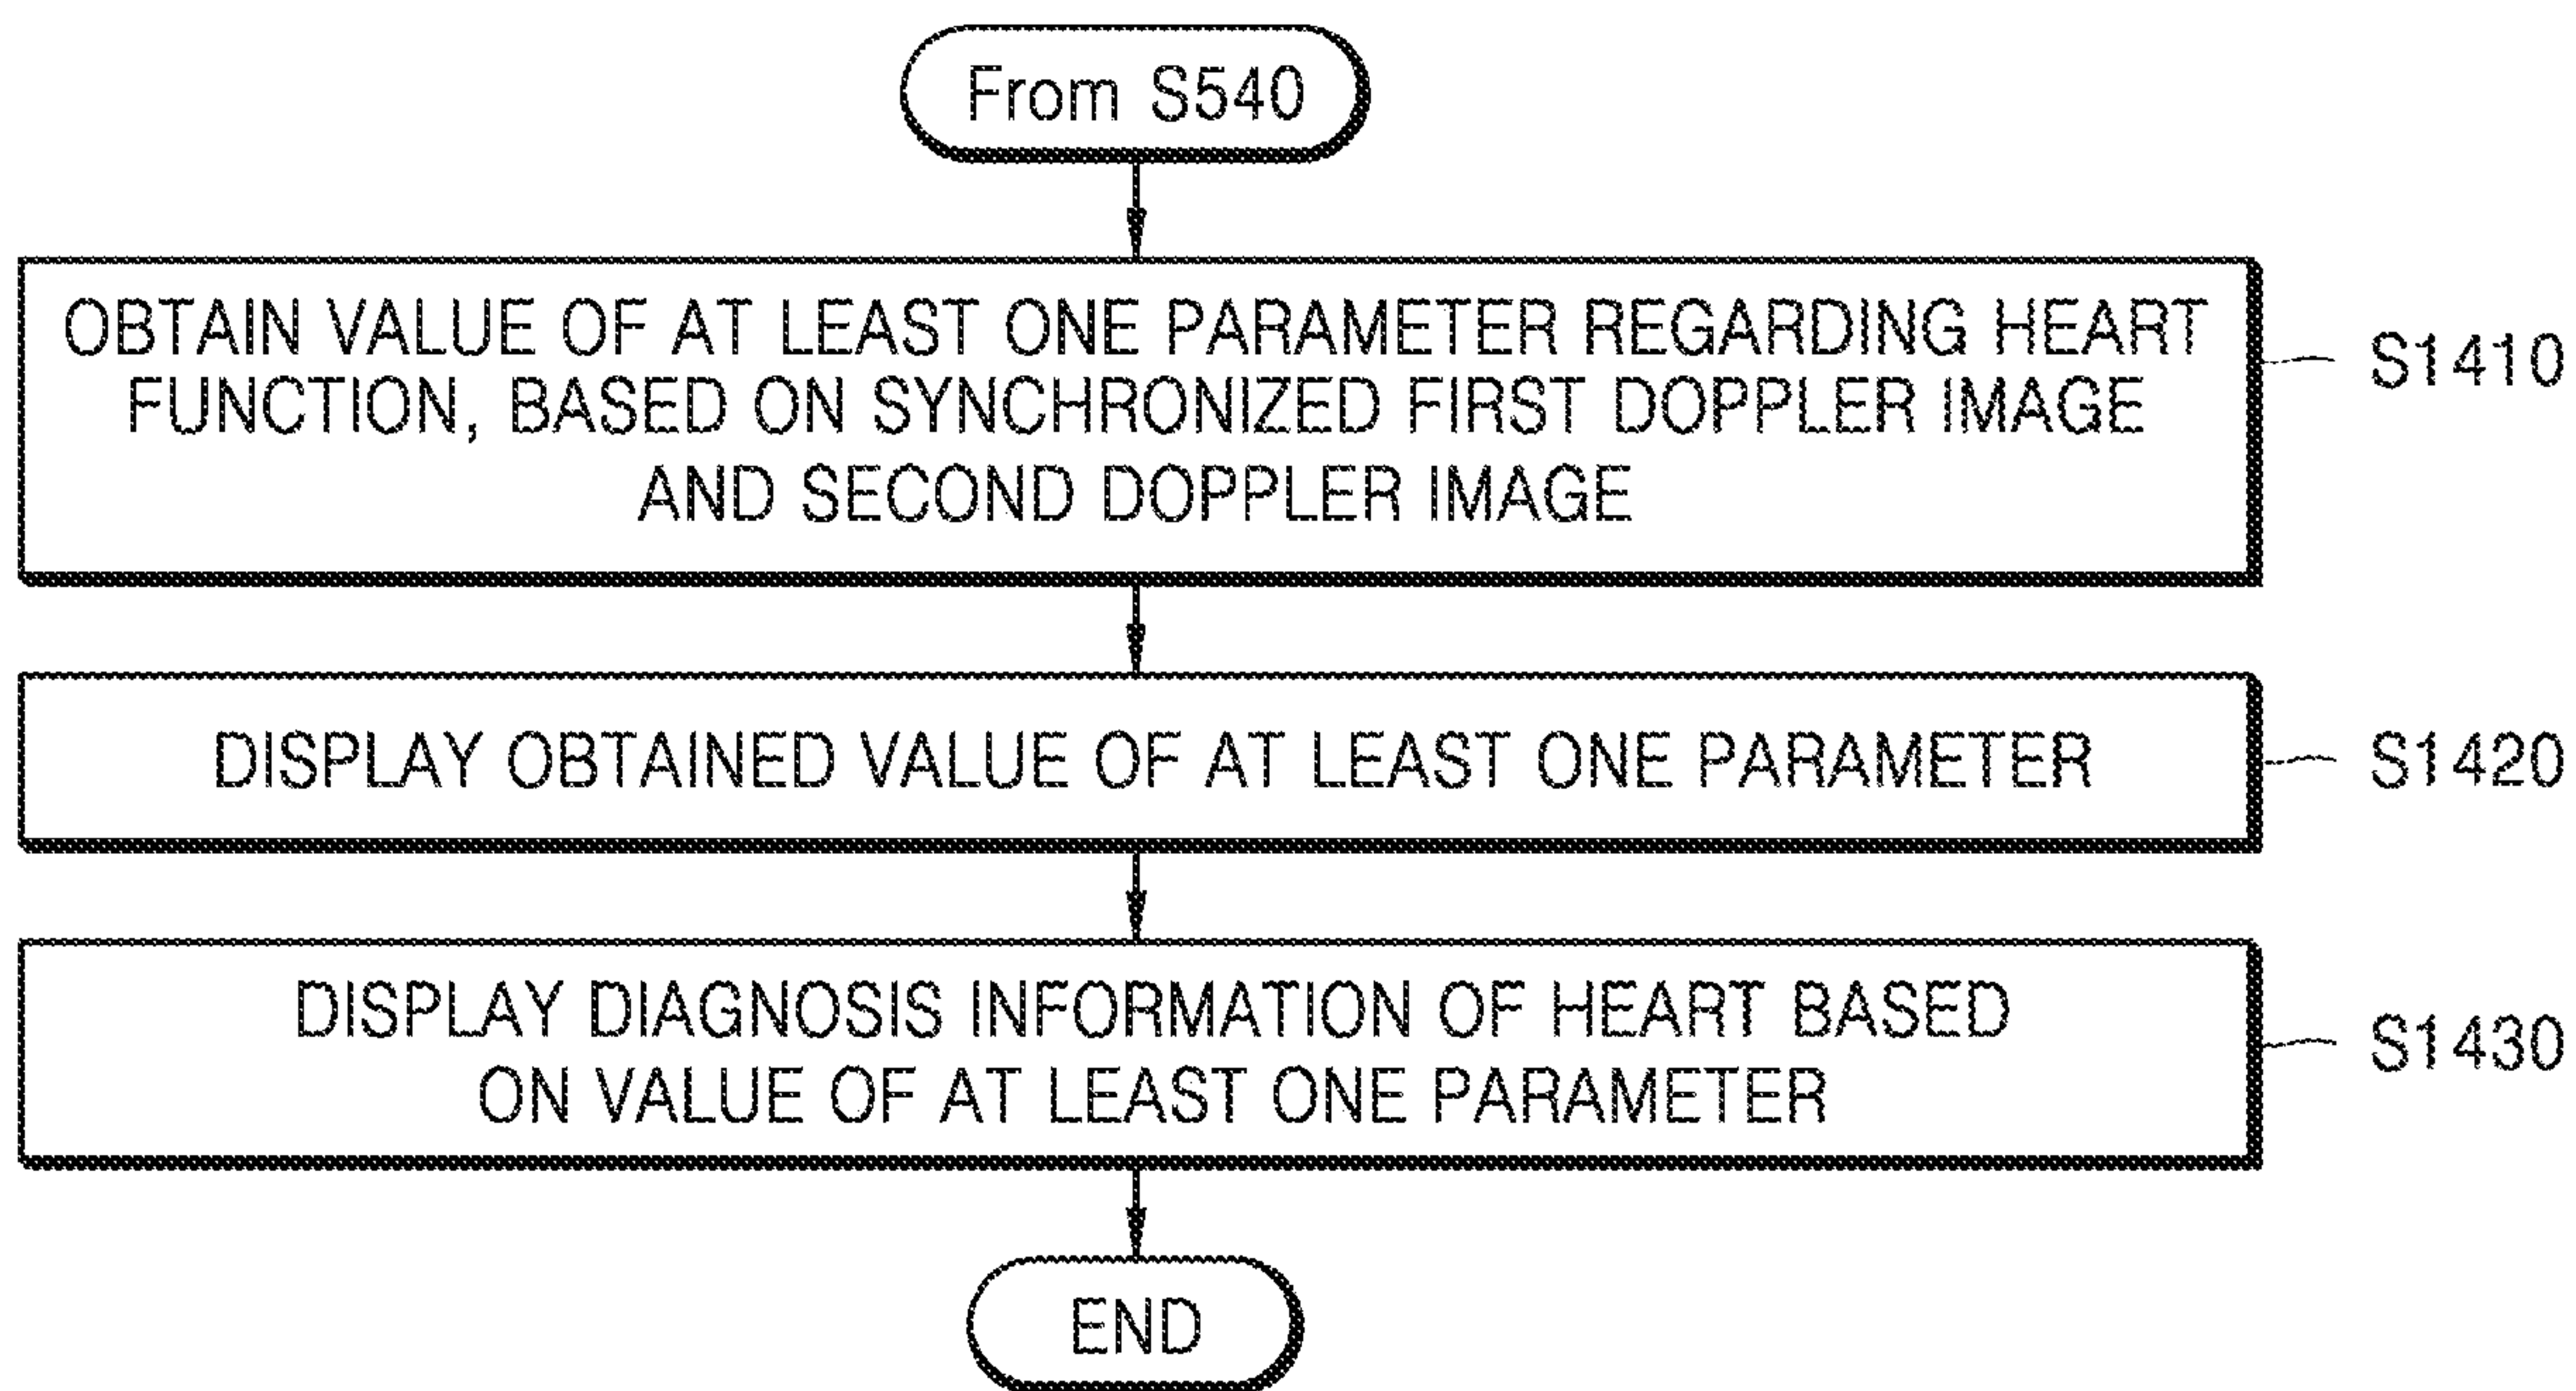 From S540
OBTAIN VALUE OF AT LEAST ONE PARAMETER REGARDING HEART
FUNCTION, BASED ON SYNCHRONIZED FIRST DOPPLER IMAGE
AND SECOND DOPPLER IMAGE
S1410
DISPLAY OBTAINED VALUE OF AT LEAST ONE PARAMETER
S1420
DISPLAY DIAGNOSIS INFORMATION OF HEART BASED
ON VALUE OF AT LEAST ONE PARAMETER
S1430
END